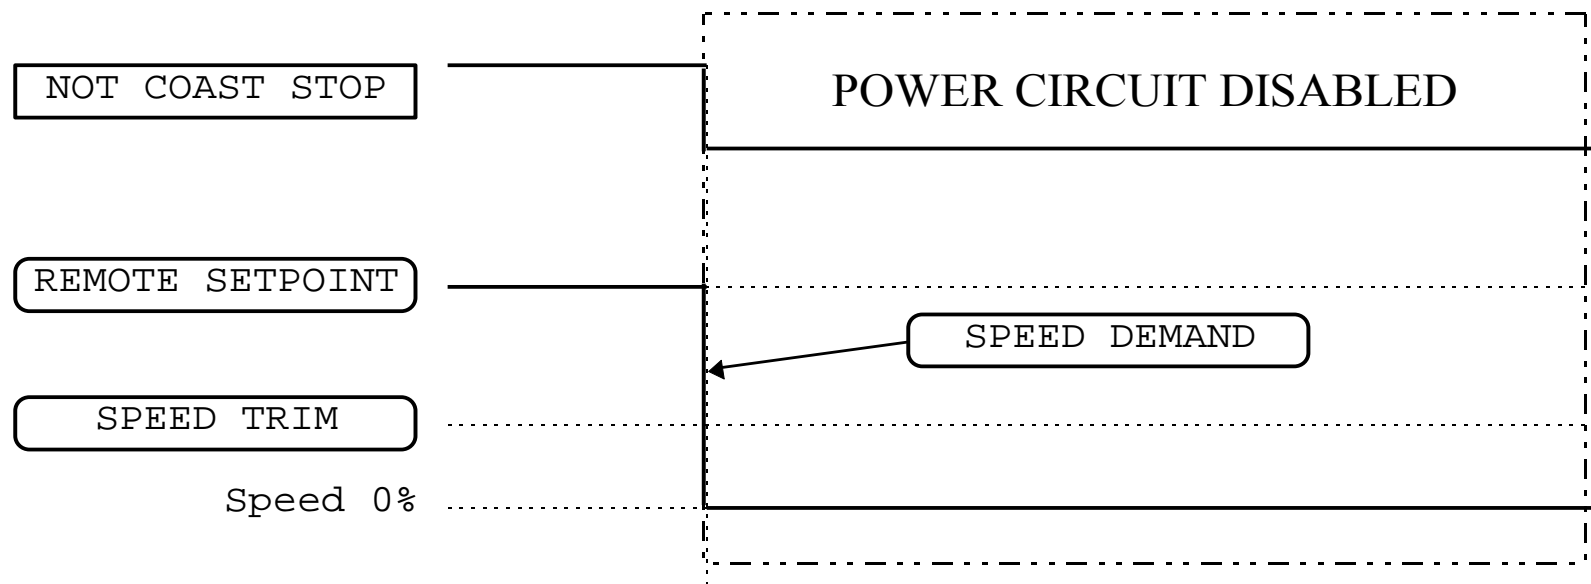 NOT COAST STOP
POWER CIRCUIT DISABLED
REMOTE SETPOINT
SPEED DEMAND
SPEED TRIM
Speed 0%